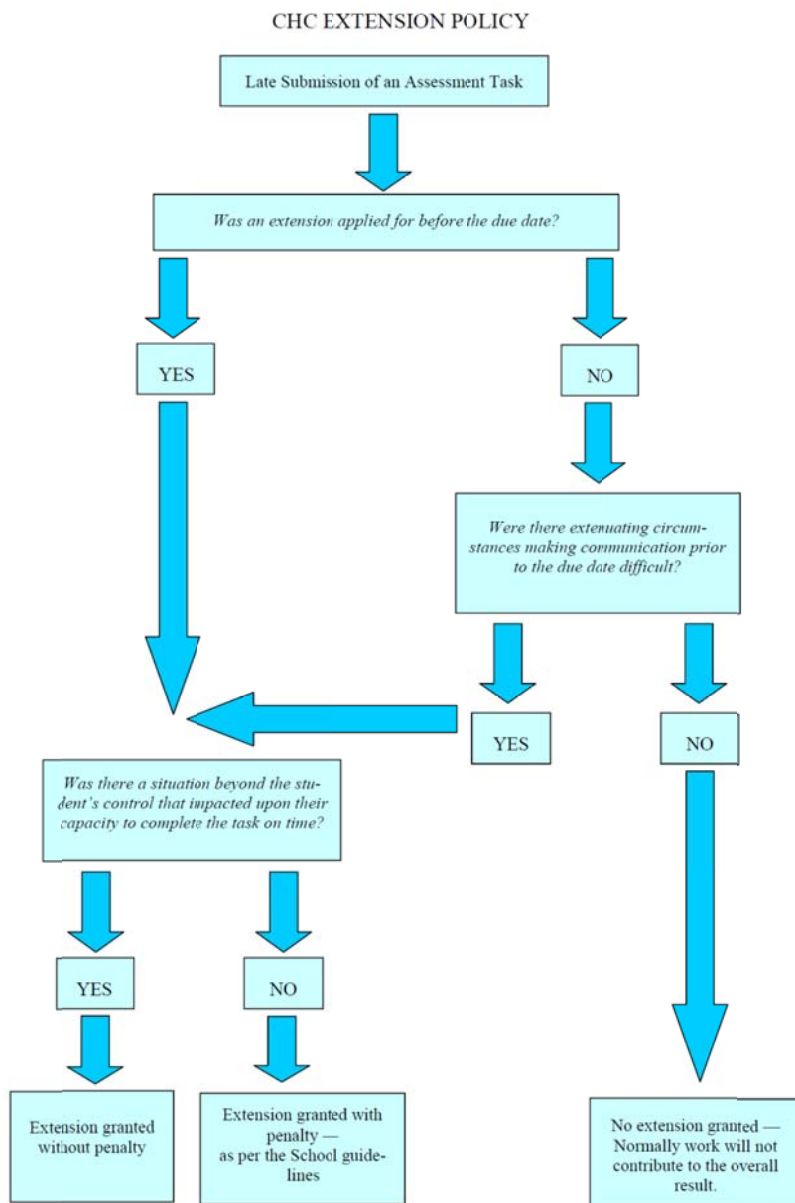 CHC EXTENSION POLICY
Late Submission of an Assessment Task
Was an extension applied for before the due date?
YES
NO
Were there extenuating circum-
stances making communication prior
to the due date difficult?
YES
NO
Was there a situation beyond the stu-
dent's control that impacted upon their
capacity to complete the task on time?
YES
NO
Extension granted
without penalty
Extension granted with
penalty —
as per the School guide-
lines
No extension granted —
Normally work will not
contribute to the overall
result.